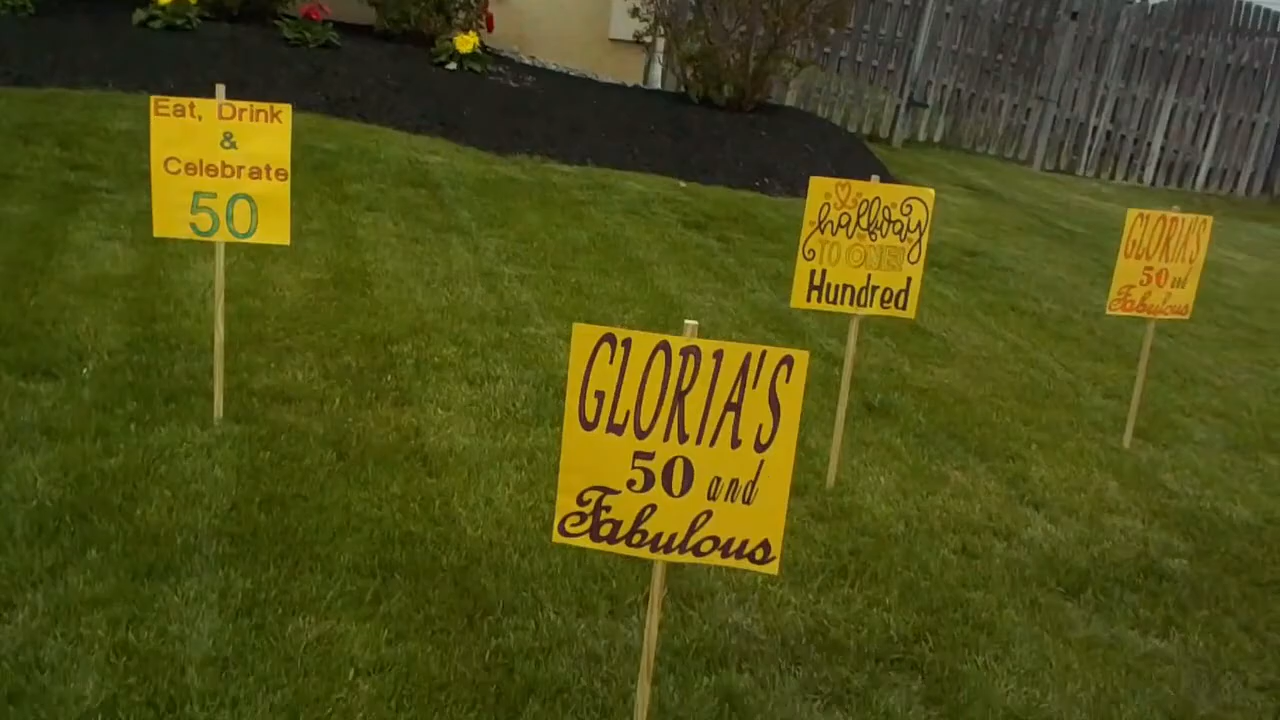 Eat, Drink
&
Celebrate
50
halfway
TO ONE
Hundred
GLORIA'S
50 and
Fabulous
GLORIA'S
50 and
Fabulous